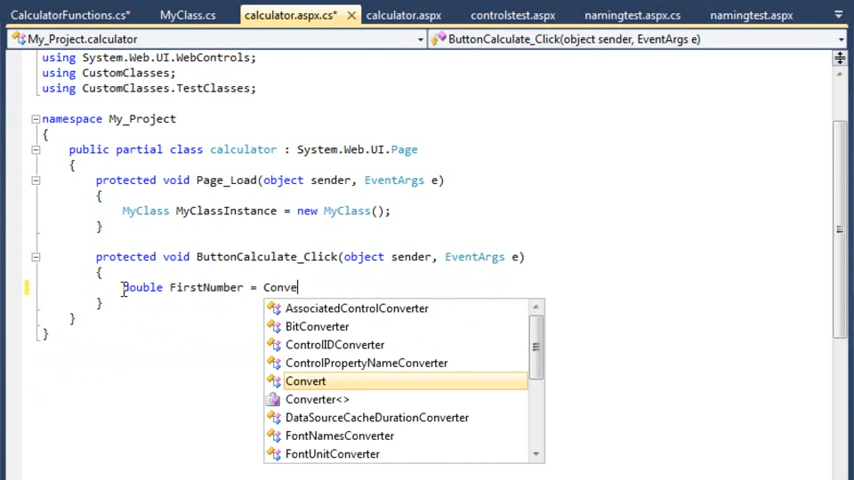 CalculatorFunctions.cs* MyClass.cs calculator.aspx.cs* calculator.aspx controlstest.aspx namingtest.aspx.cs namingtest.aspx
My_Project.calculator ButtonCalculate_Click(object sender, EventArgs e)
using System.Web.UI.WebControls;
using CustomClasses;
using CustomClasses.TestClasses;
namespace My_Project
{
public partial class calculator : System.Web.UI.Page
{
protected void Page_Load(object sender, EventArgs e)
{
MyClass MyClassInstance = new MyClass();
}
protected void ButtonCalculate_Click(object sender, EventArgs e)
{
double FirstNumber = Conve
}
}
}
AssociatedControlConverter
BitConverter
ControlIDConverter
ControlPropertyNameConverter
Convert
Converter<>
DataSourceCacheDurationConverter
FontNamesConverter
FontUnitConverter